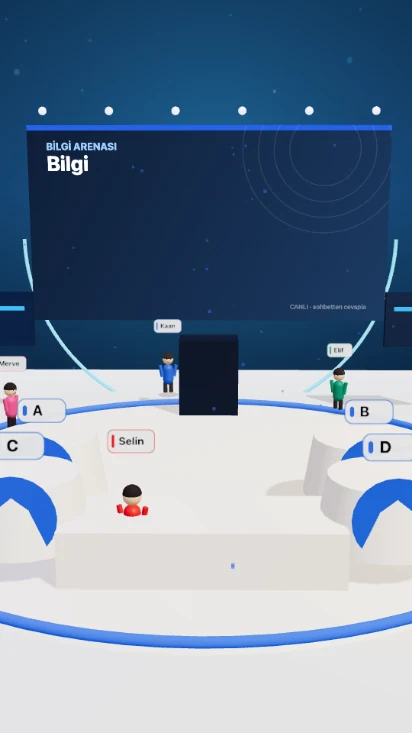 BİLGİ ARENASI
Bilgi
CANLI · sohbetten cevapla
Kaan
Elif
Merve
A
B
C
D
Selin